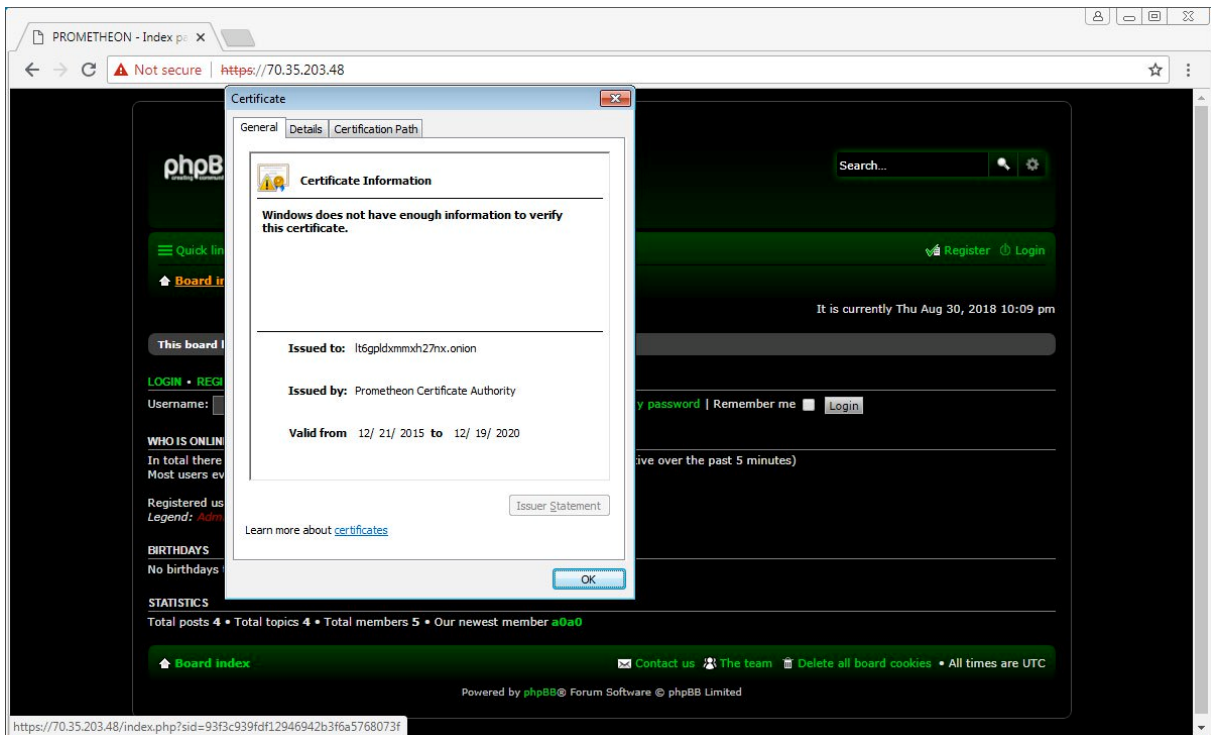 PROMETHEON - Index pa
Not secure | https://70.35.203.48
Certificate
General Details Certification Path
phpB
Search...
Certificate Information
Windows does not have enough information to verify
this certificate.
Quick lin
Register Login
Board in
It is currently Thu Aug 30, 2018 10:09 pm
This board
Issued to: lt6gpldxmmxh27nx.onion
LOGIN • REGI
Issued by: Prometheon Certificate Authority
Username:
y password | Remember me Login
Valid from 12/ 21/ 2015 to 12/ 19/ 2020
WHO IS ONLIN
In total there
ive over the past 5 minutes)
Most users ev
Registered us
Issuer Statement
Legend: Adm
Learn more about certificates
BIRTHDAYS
No birthdays
OK
STATISTICS
Total posts 4 • Total topics 4 • Total members 5 • Our newest member a0a0
Board index
Contact us The team Delete all board cookies • All times are UTC
Powered by phpBB® Forum Software © phpBB Limited
https://70.35.203.48/index.php?sid=93f3c939fdf12946942b3f6a5768073f